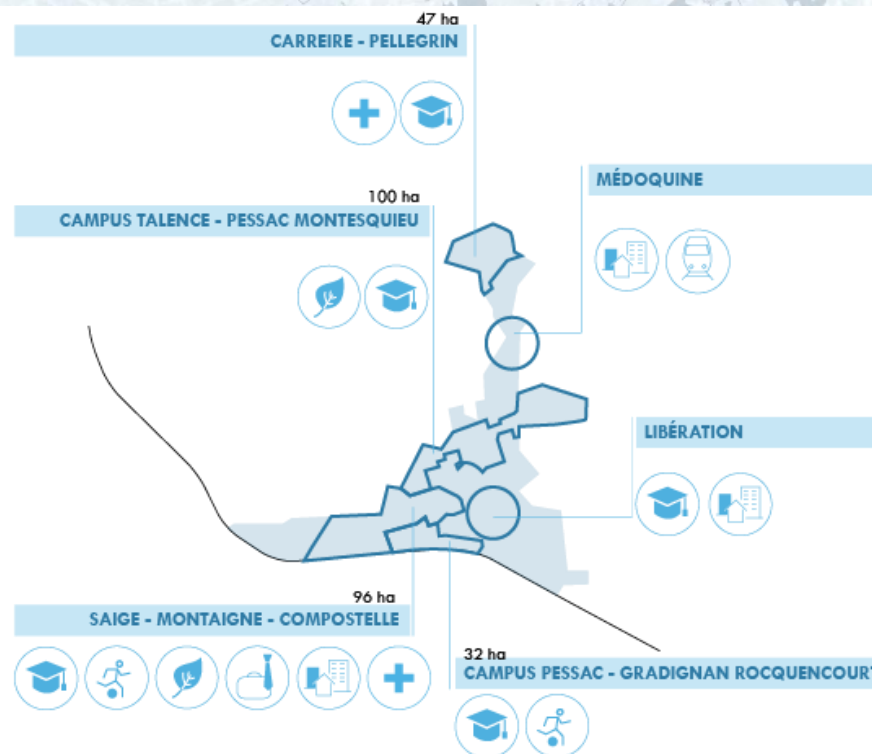 47 ha
CARREIRE - PELLEGRIN
MÉDOQUINE
100 ha
CAMPUS TALENCE - PESSAC MONTESQUIEU
LIBÉRATION
96 ha
SAIGE - MONTAIGNE - COMPOSTELLE
32 ha
CAMPUS PESSAC - GRADIGNAN ROCQUENCOURT